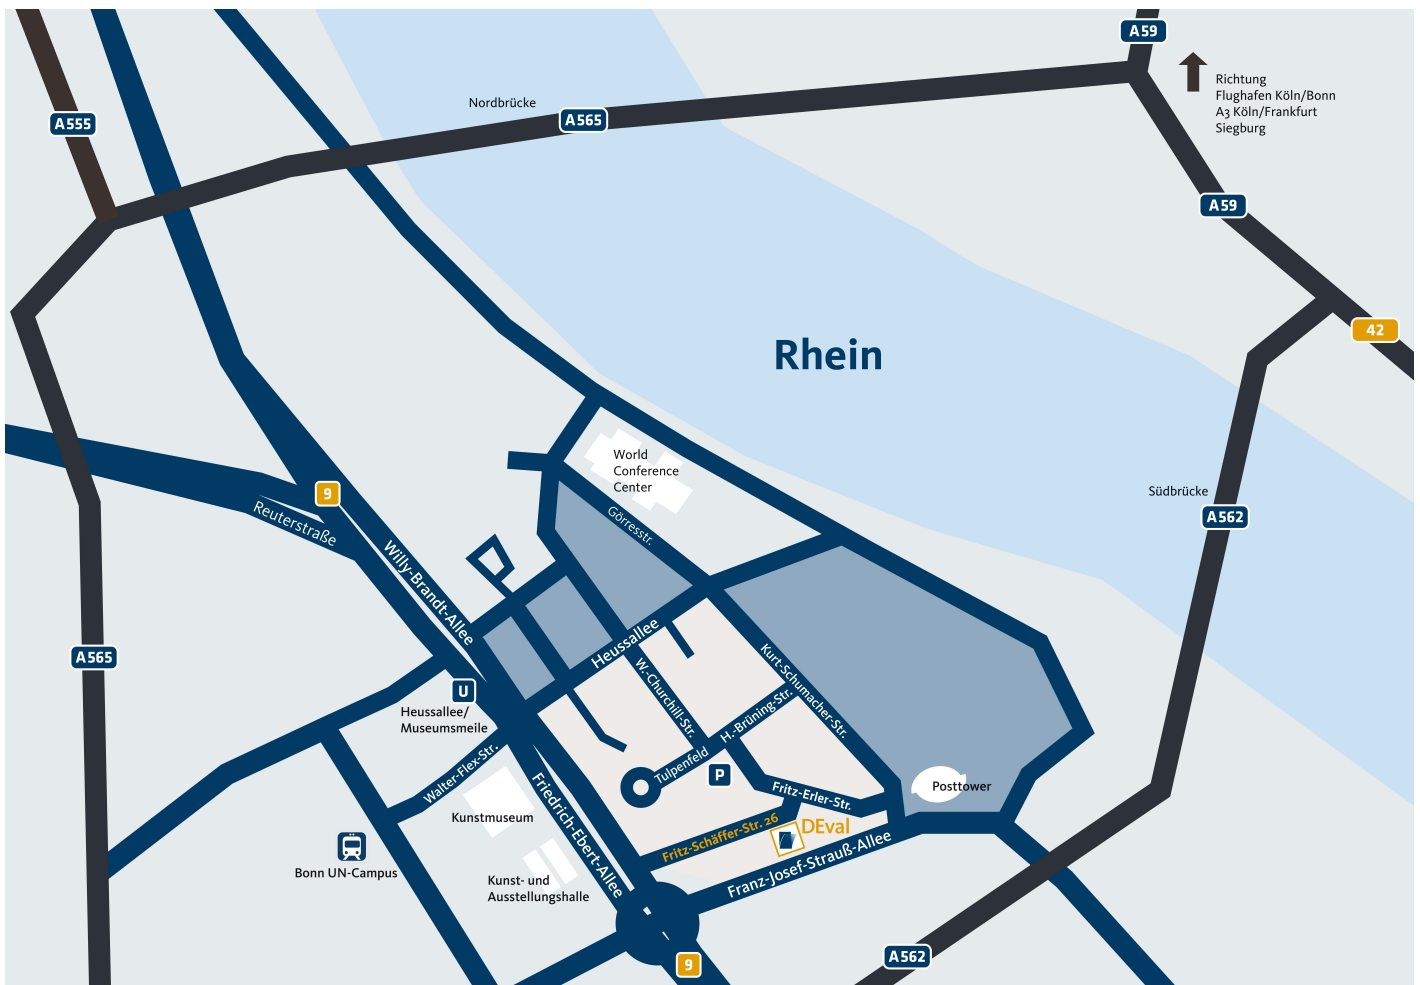 A59
Richtung
Flughafen Köln/Bonn
A3 Köln/Frankfurt
Siegburg
Nordbrücke
A565
A555
A59
42
Rhein
World
Conference
Center
9
Reuterstraße
Görresstr.
Südbrücke
A562
Willy-Brandt-Allee
Heussallee
A565
U
Heussallee/
Museumsmeile
W.-Churchill-Str.
Kurt-Schumacher-Str.
H.-Brüning-Str.
Tulpenfeld
P
Walter-Flex-Str.
Fritz-Erler-Str.
Posttower
Kunstmuseum
Friedrich-Ebert-Allee
Fritz-Schäffer-Str. 26
DEval
Bonn UN-Campus
Kunst- und
Ausstellungshalle
Franz-Josef-Strauß-Allee
9
A562